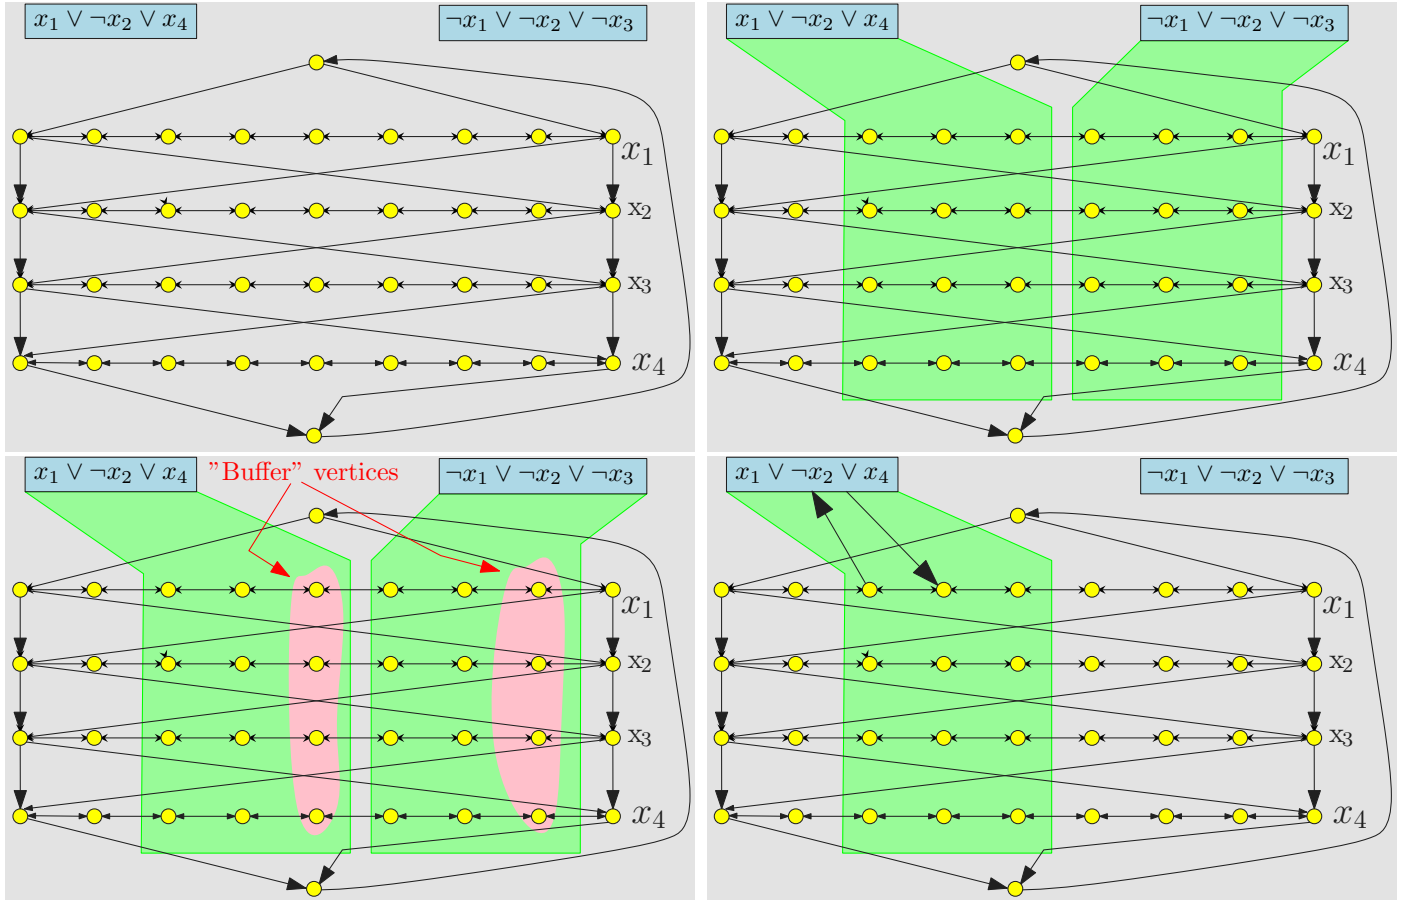 x₁ ∨ ¬x₂ ∨ x₄
¬x₁ ∨ ¬x₂ ∨ ¬x₃
x₁
x₂
x₃
x₄
x₁ ∨ ¬x₂ ∨ x₄
¬x₁ ∨ ¬x₂ ∨ ¬x₃
x₁
x₂
x₃
x₄
x₁ ∨ ¬x₂ ∨ x₄
"Buffer" vertices
¬x₁ ∨ ¬x₂ ∨ ¬x₃
x₁
x₂
x₃
x₄
x₁ ∨ ¬x₂ ∨ x₄
¬x₁ ∨ ¬x₂ ∨ ¬x₃
x₁
x₂
x₃
x₄